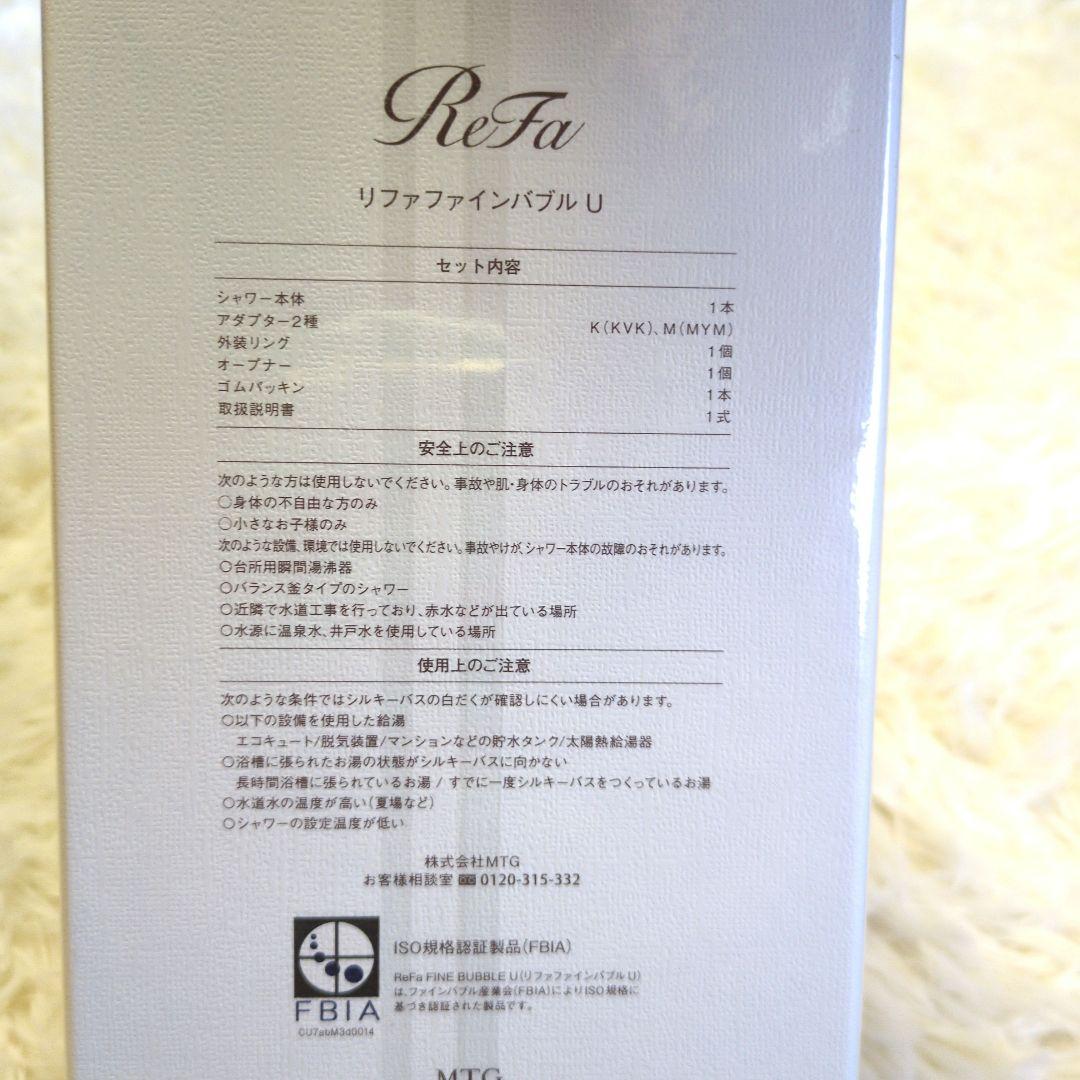 ReFa
リファファインバブル U
セット内容
シャワー本体 1本
アダプター2種 K(KVK)、M(MYM)
外装リング 1個
オープナー 1個
ゴムパッキン 1本
取扱説明書 1式
安全上のご注意
次のような方は使用しないでください。事故や肌・身体のトラブルのおそれがあります。
○身体の不自由な方のみ
○小さなお子様のみ
次のような設備、環境では使用しないでください。事故やけが、シャワー本体の故障のおそれがあります。
○台所用瞬間湯沸器
○バランス釜タイプのシャワー
○近隣で水道工事を行っており、赤水などが出ている場所
○水源に温泉水、井戸水を使用している場所
使用上のご注意
次のような条件ではシルキーバスの白だくが確認しにくい場合があります。
○以下の設備を使用した給湯
エコキュート/脱気装置/マンションなどの貯水タンク/太陽熱給湯器
○浴槽に張られたお湯の状態がシルキーバスに向かない
長時間浴槽に張られているお湯 / すでに一度シルキーバスをつくっているお湯
○水道水の温度が高い(夏場など)
○シャワーの設定温度が低い
株式会社MTG
お客様相談室 0120-315-332
ISO規格認証製品(FBIA)
ReFa FINE BUBBLE U(リファファインバブル U)
は、ファインバブル産業会(FBIA)によりISO規格に
基づき認証された製品です。
FBIA
CU7abM3d0014
MTG